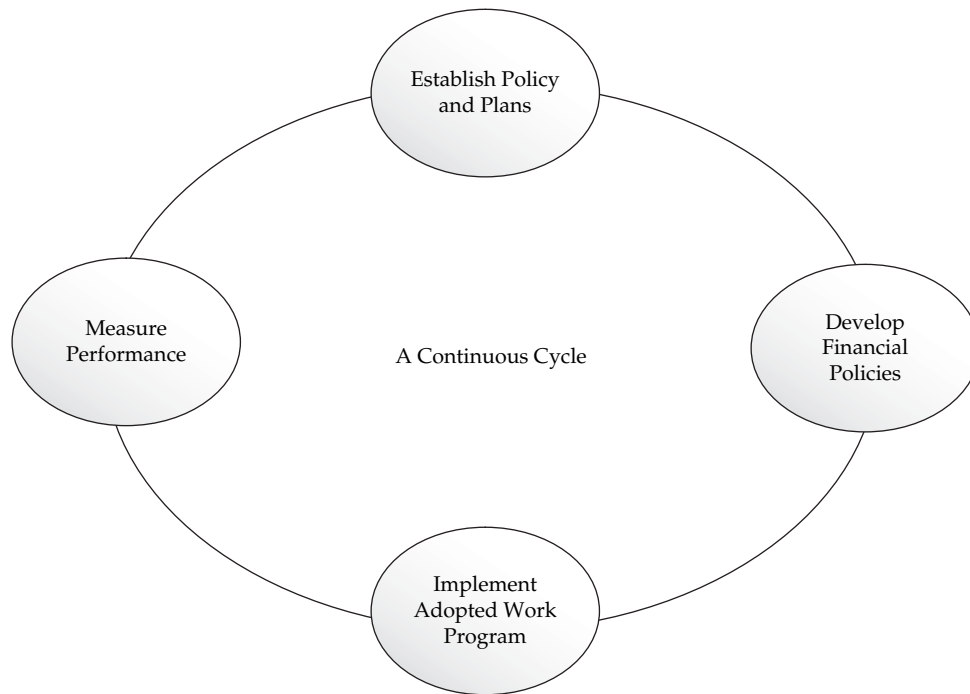 Establish Policy
and Plans
Develop
Financial
Policies
Implement
Adopted Work
Program
Measure
Performance
A Continuous Cycle